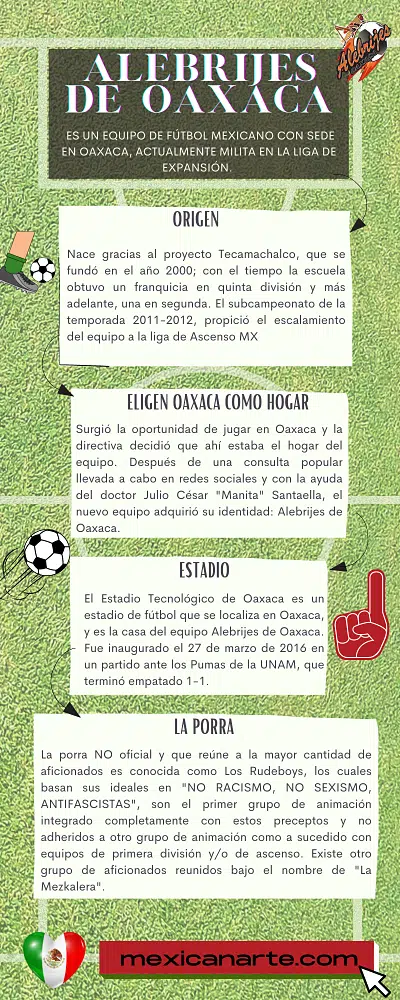 Alebrijes
ALEBRIJES
DE OAXACA
ES UN EQUIPO DE FÚTBOL MEXICANO CON SEDE
EN OAXACA, ACTUALMENTE MILITA EN LA LIGA DE
EXPANSIÓN.
ORIGEN
Nace gracias al proyecto Tecamachalco, que se
fundó en el año 2000; con el tiempo la escuela
obtuvo un franquicia en quinta división y más
adelante, una en segunda. El subcampeonato de la
temporada 2011-2012, propició el escalamiento
del equipo a la liga de Ascenso MX
ELIGEN OAXACA COMO HOGAR
Surgió la oportunidad de jugar en Oaxaca y la
directiva decidió que ahí estaba el hogar del
equipo. Después de una consulta popular
llevada a cabo en redes sociales y con la ayuda
del doctor Julio César "Manita" Santaella, el
nuevo equipo adquirió su identidad: Alebrijes de
Oaxaca.
ESTADIO
El Estadio Tecnológico de Oaxaca es un
estadio de fútbol que se localiza en Oaxaca,
y es la casa del equipo Alebrijes de Oaxaca.
Fue inaugurado el 27 de marzo de 2016 en
un partido ante los Pumas de la UNAM, que
terminó empatado 1-1.
LA PORRA
La porra NO oficial y que reúne a la mayor cantidad de
aficionados es conocida como Los Rudeboys, los cuales
basan sus ideales en "NO RACISMO, NO SEXISMO,
ANTIFASCISTAS", son el primer grupo de animación
integrado completamente con estos preceptos y no
adheridos a otro grupo de animación como a sucedido con
equipos de primera división y/o de ascenso. Existe otro
grupo de aficionados reunidos bajo el nombre de "La
Mezkalera".
mexicanarte.com